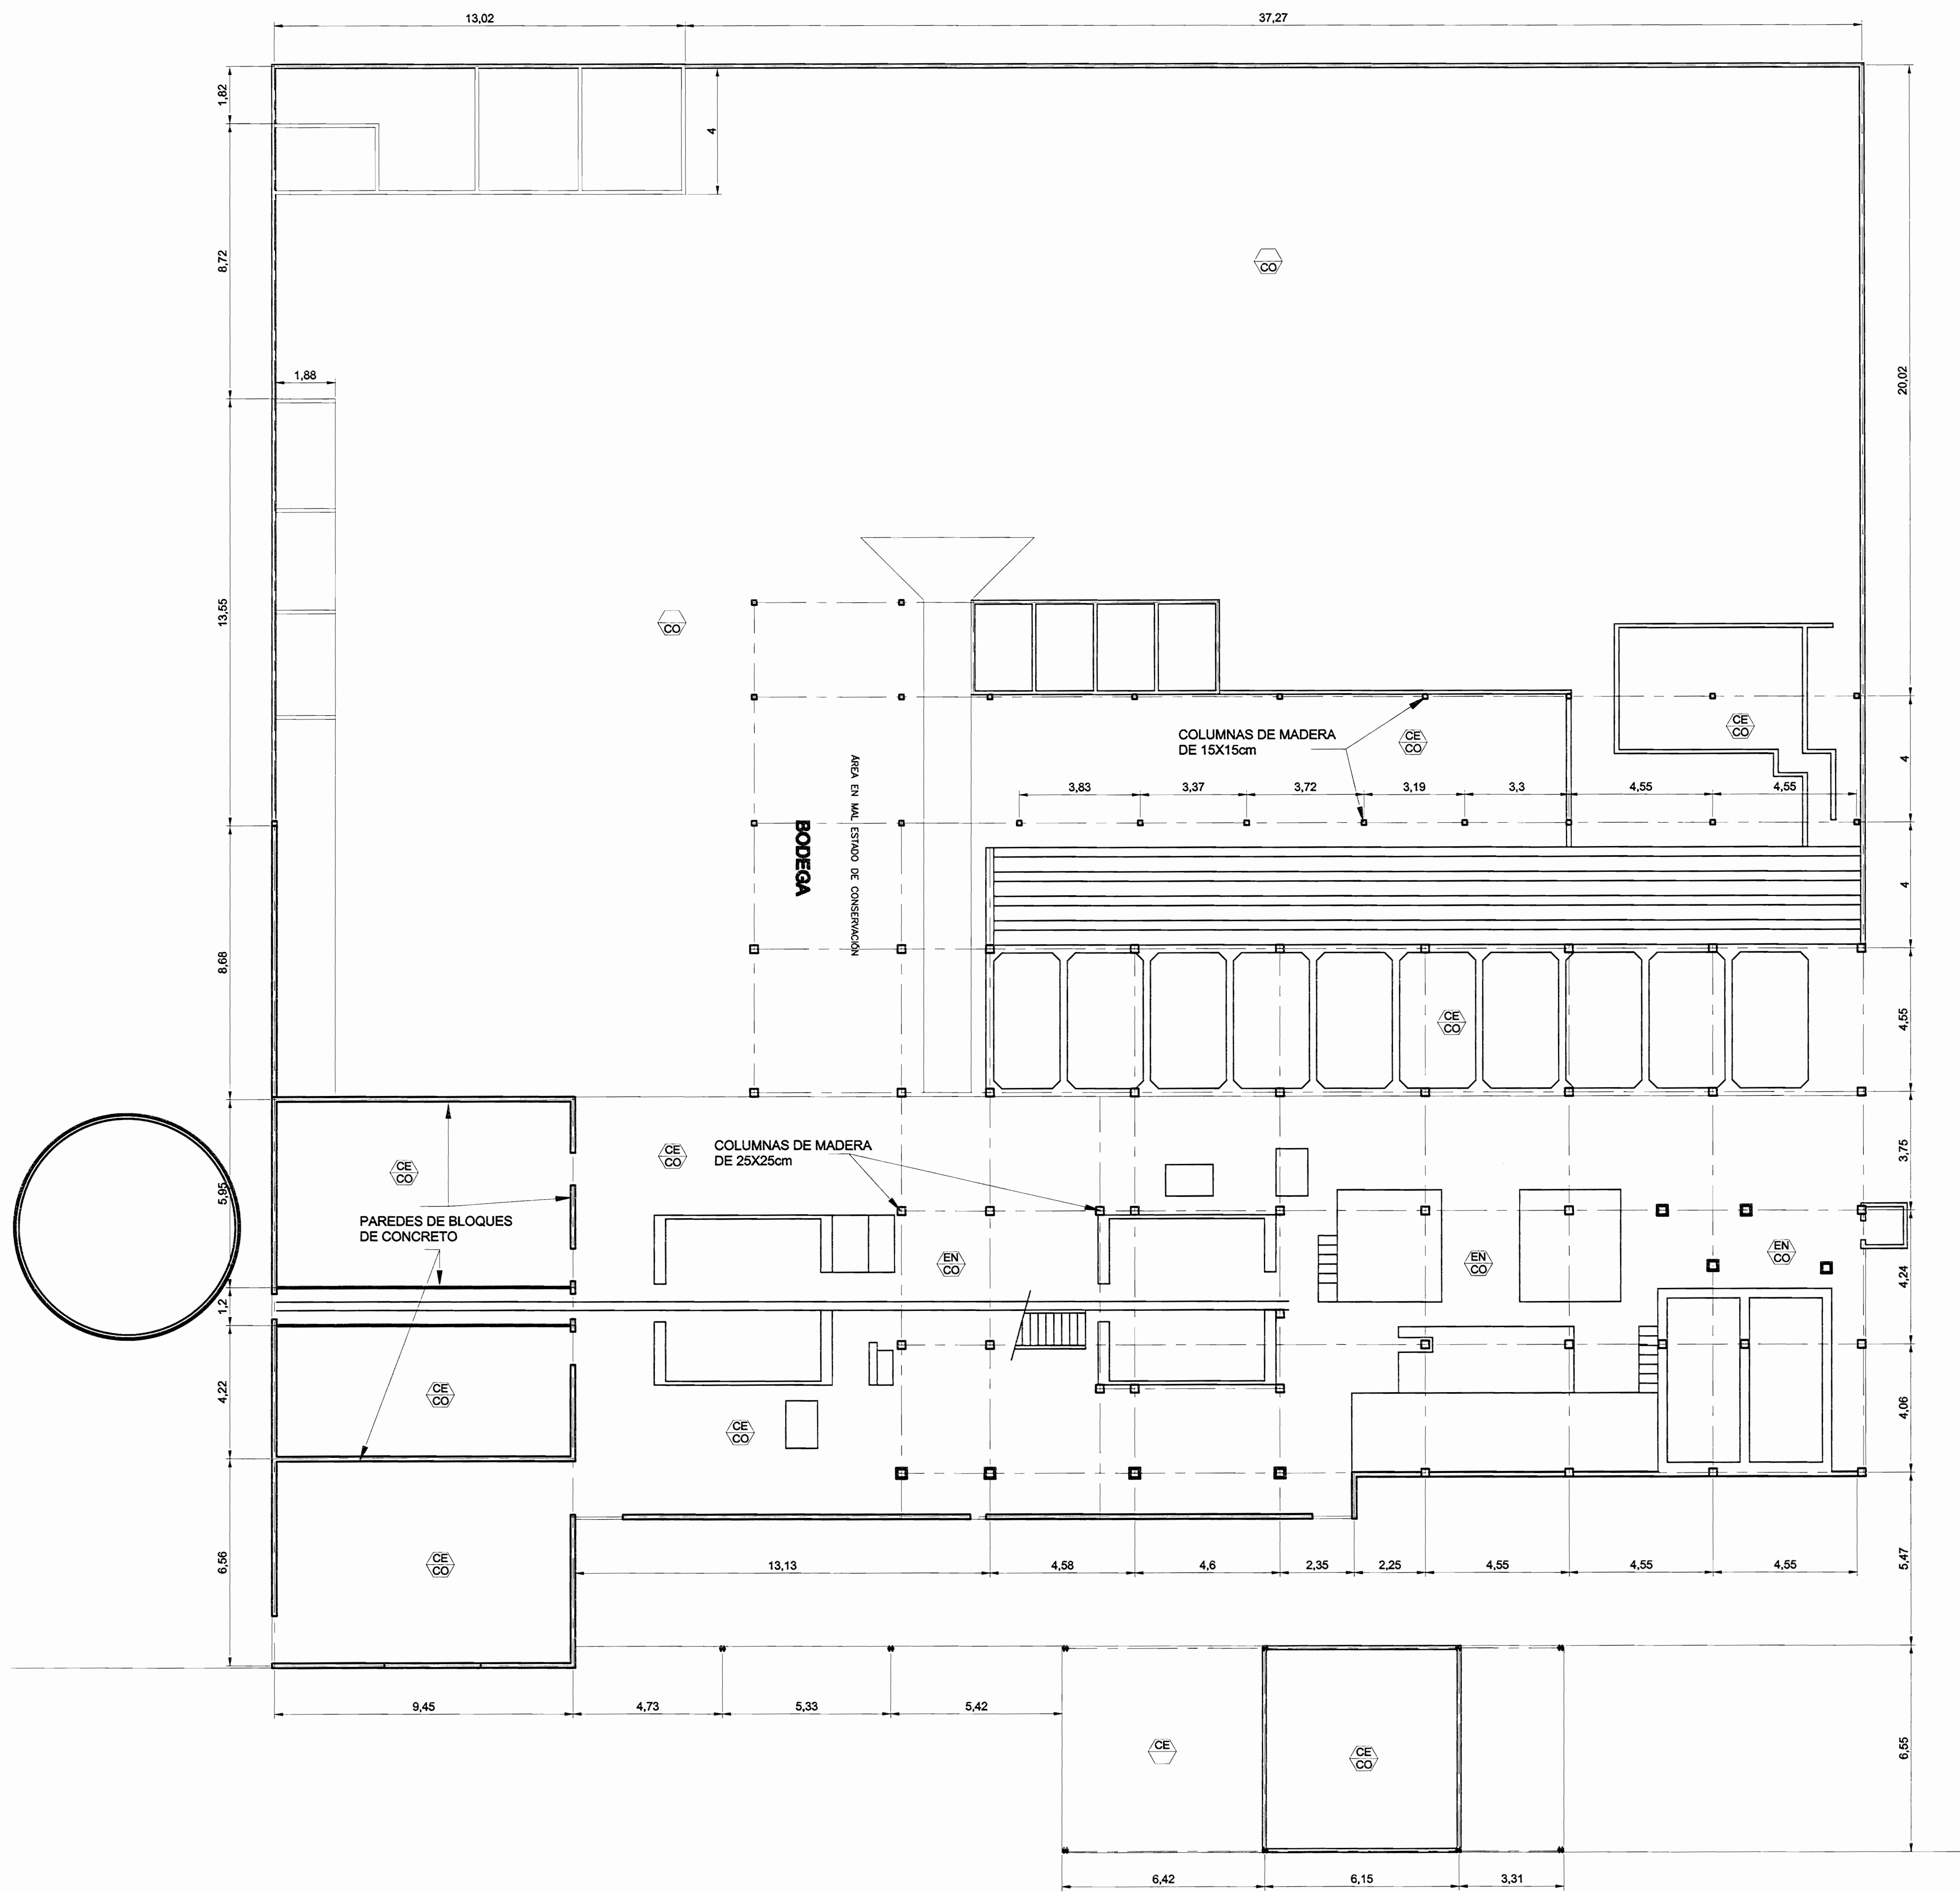 13,02
37,27
1,82
4
8,72
CO
1,88
20,02
13,55
CO
COLUMNAS DE MADERA
DE 15X15cm
CE
CO
CE
CO
4
3,83
3,37
3,72
3,19
3,3
4,55
4,55
BODEGA
ÁREA EN MAL ESTADO DE CONSERVACIÓN
4
8,68
CE
CO
4,55
COLUMNAS DE MADERA
DE 25X25cm
CE
CO
CE
CO
3,75
5,95
PAREDES DE BLOQUES
DE CONCRETO
EN
CO
EN
CO
EN
CO
4,24
1,2
4,22
CE
CO
CE
CO
4,06
6,56
CE
CO
13,13
4,58
4,6
2,35
2,25
4,55
4,55
4,55
5,47
9,45
4,73
5,33
5,42
CE
CE
CO
6,55
6,42
6,15
3,31